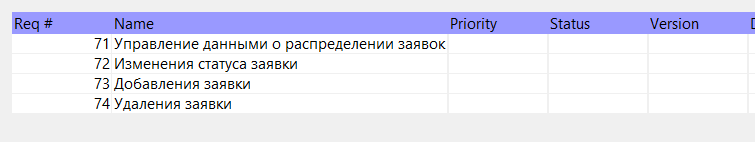 Req # Name Priority Status Version D
71 Управление данными о распределении заявок
72 Изменения статуса заявки
73 Добавления заявки
74 Удаления заявки